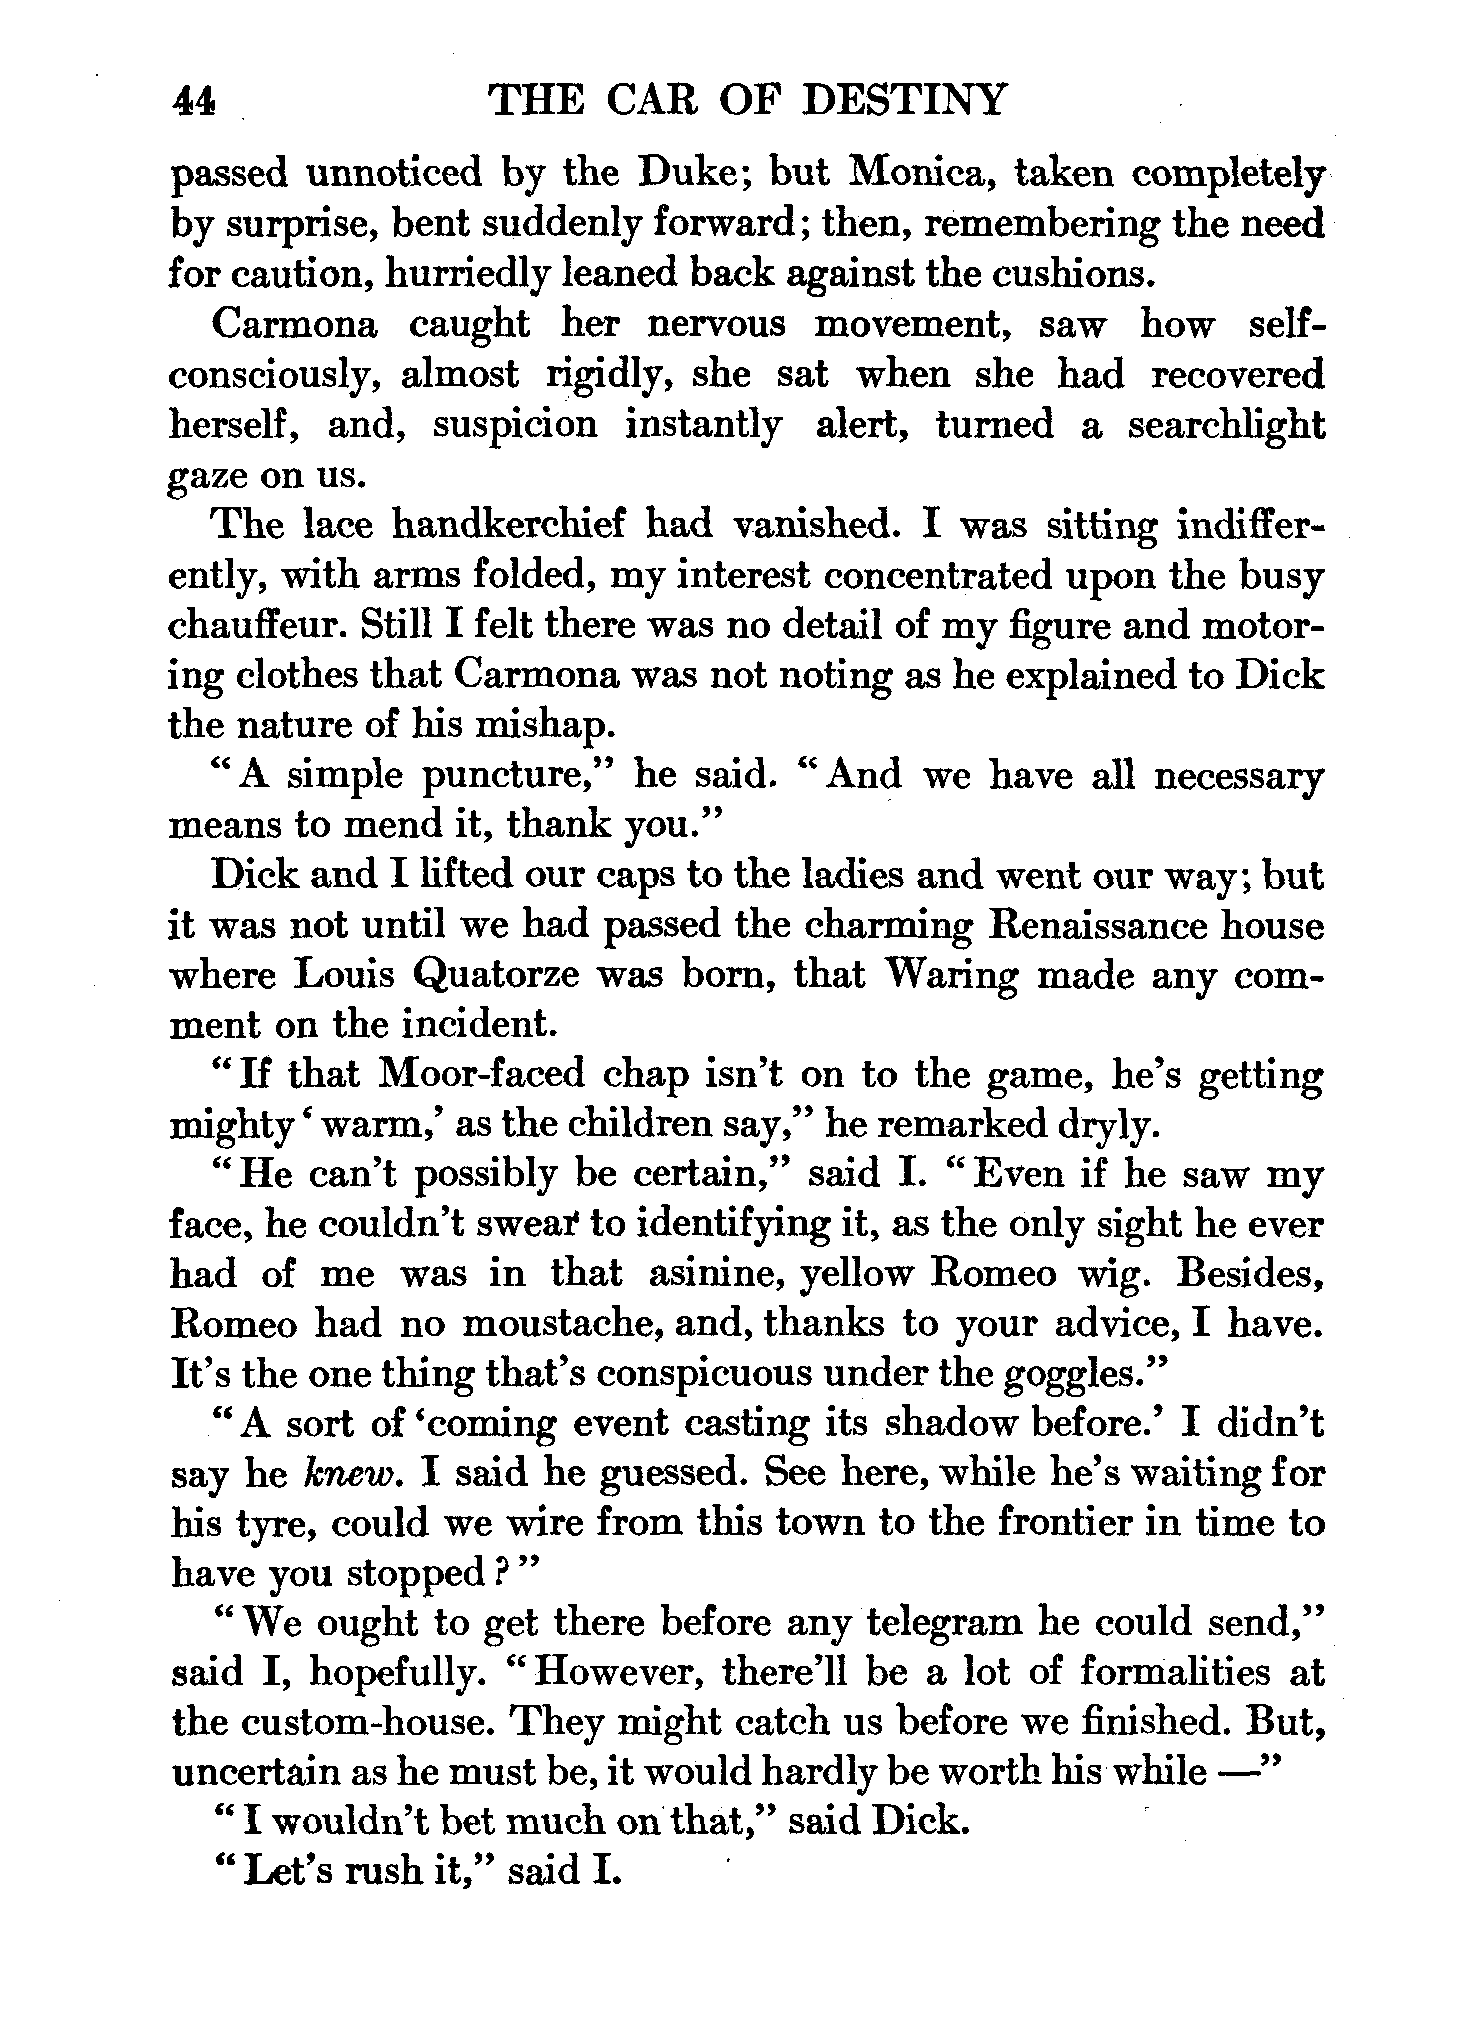 44 THE CAR OF DESTINY
passed unnoticed by the Duke; but Monica, taken completely
by surprise, bent suddenly forward; then, remembering the need
for caution, hurriedly leaned back against the cushions.
Carmona caught her nervous movement, saw how self-
consciously, almost rigidly, she sat when she had recovered
herself, and, suspicion instantly alert, turned a searchlight
gaze on us.
The lace handkerchief had vanished. I was sitting indiffer-
ently, with arms folded, my interest concentrated upon the busy
chauffeur. Still I felt there was no detail of my figure and motor-
ing clothes that Carmona was not noting as he explained to Dick
the nature of his mishap.
“A simple puncture,” he said. “And we have all necessary
means to mend it, thank you.”
Dick and I lifted our caps to the ladies and went our way; but
it was not until we had passed the charming Renaissance house
where Louis Quatorze was born, that Waring made any com-
ment on the incident.
“If that Moor-faced chap isn’t on to the game, he’s getting
mighty ‘warm,’ as the children say,” he remarked dryly.
“He can’t possibly be certain,” said I. “Even if he saw my
face, he couldn’t swear to identifying it, as the only sight he ever
had of me was in that asinine, yellow Romeo wig. Besides,
Romeo had no moustache, and, thanks to your advice, I have.
It’s the one thing that’s conspicuous under the goggles.”
“A sort of ‘coming event casting its shadow before.’ I didn’t
say he knew. I said he guessed. See here, while he’s waiting for
his tyre, could we wire from this town to the frontier in time to
have you stopped?”
“We ought to get there before any telegram he could send,”
said I, hopefully. “However, there’ll be a lot of formalities at
the custom-house. They might catch us before we finished. But,
uncertain as he must be, it would hardly be worth his while —”
“I wouldn’t bet much on that,” said Dick.
“Let’s rush it,” said I.